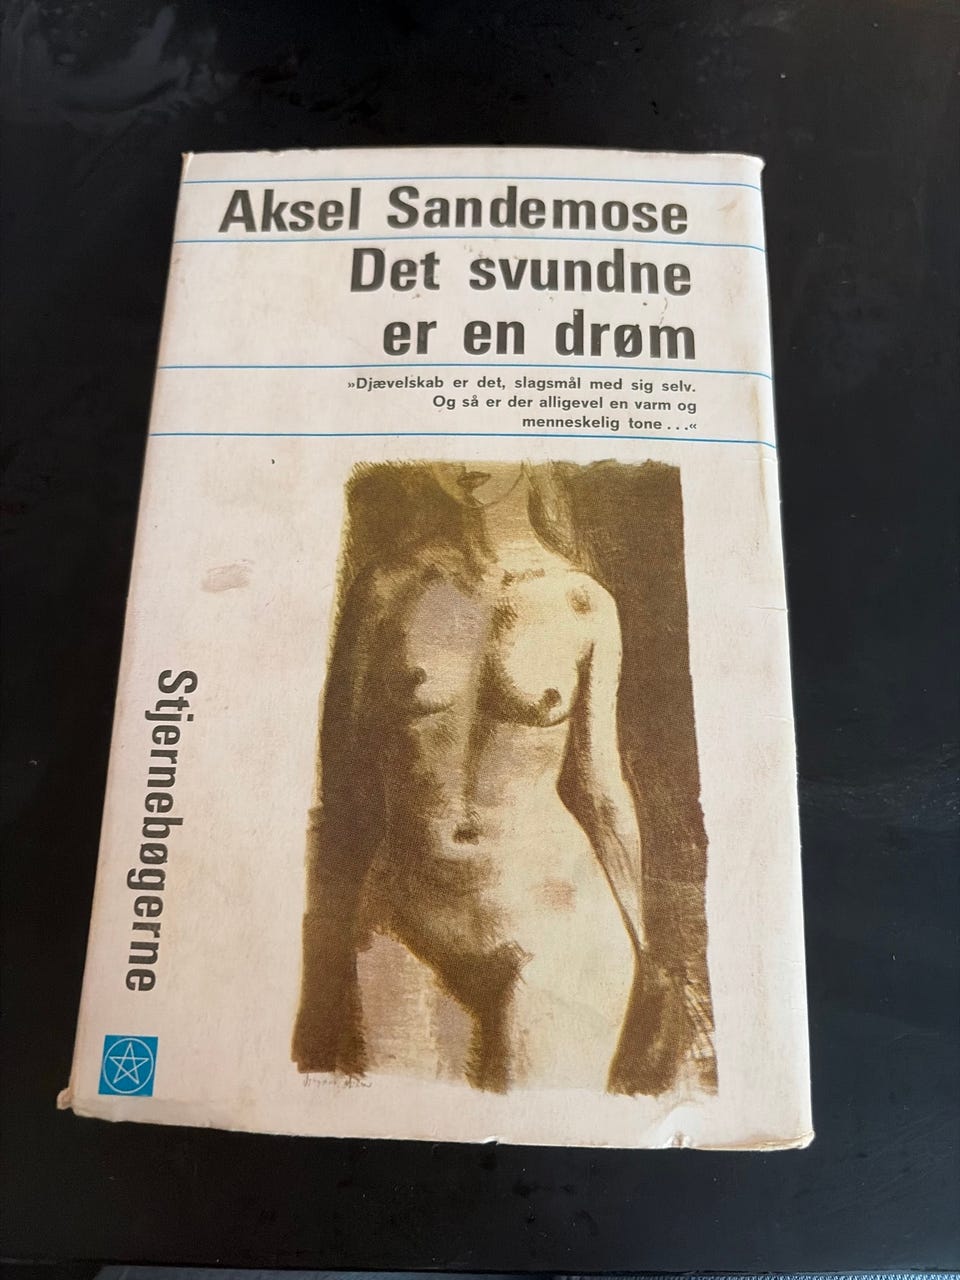 Aksel Sandemose
Det svundne
er en drøm
»Djævelskab er det, slagsmål med sig selv.
Og så er der alligevel en varm og
menneskelig tone . . .«
Stjernebøgerne